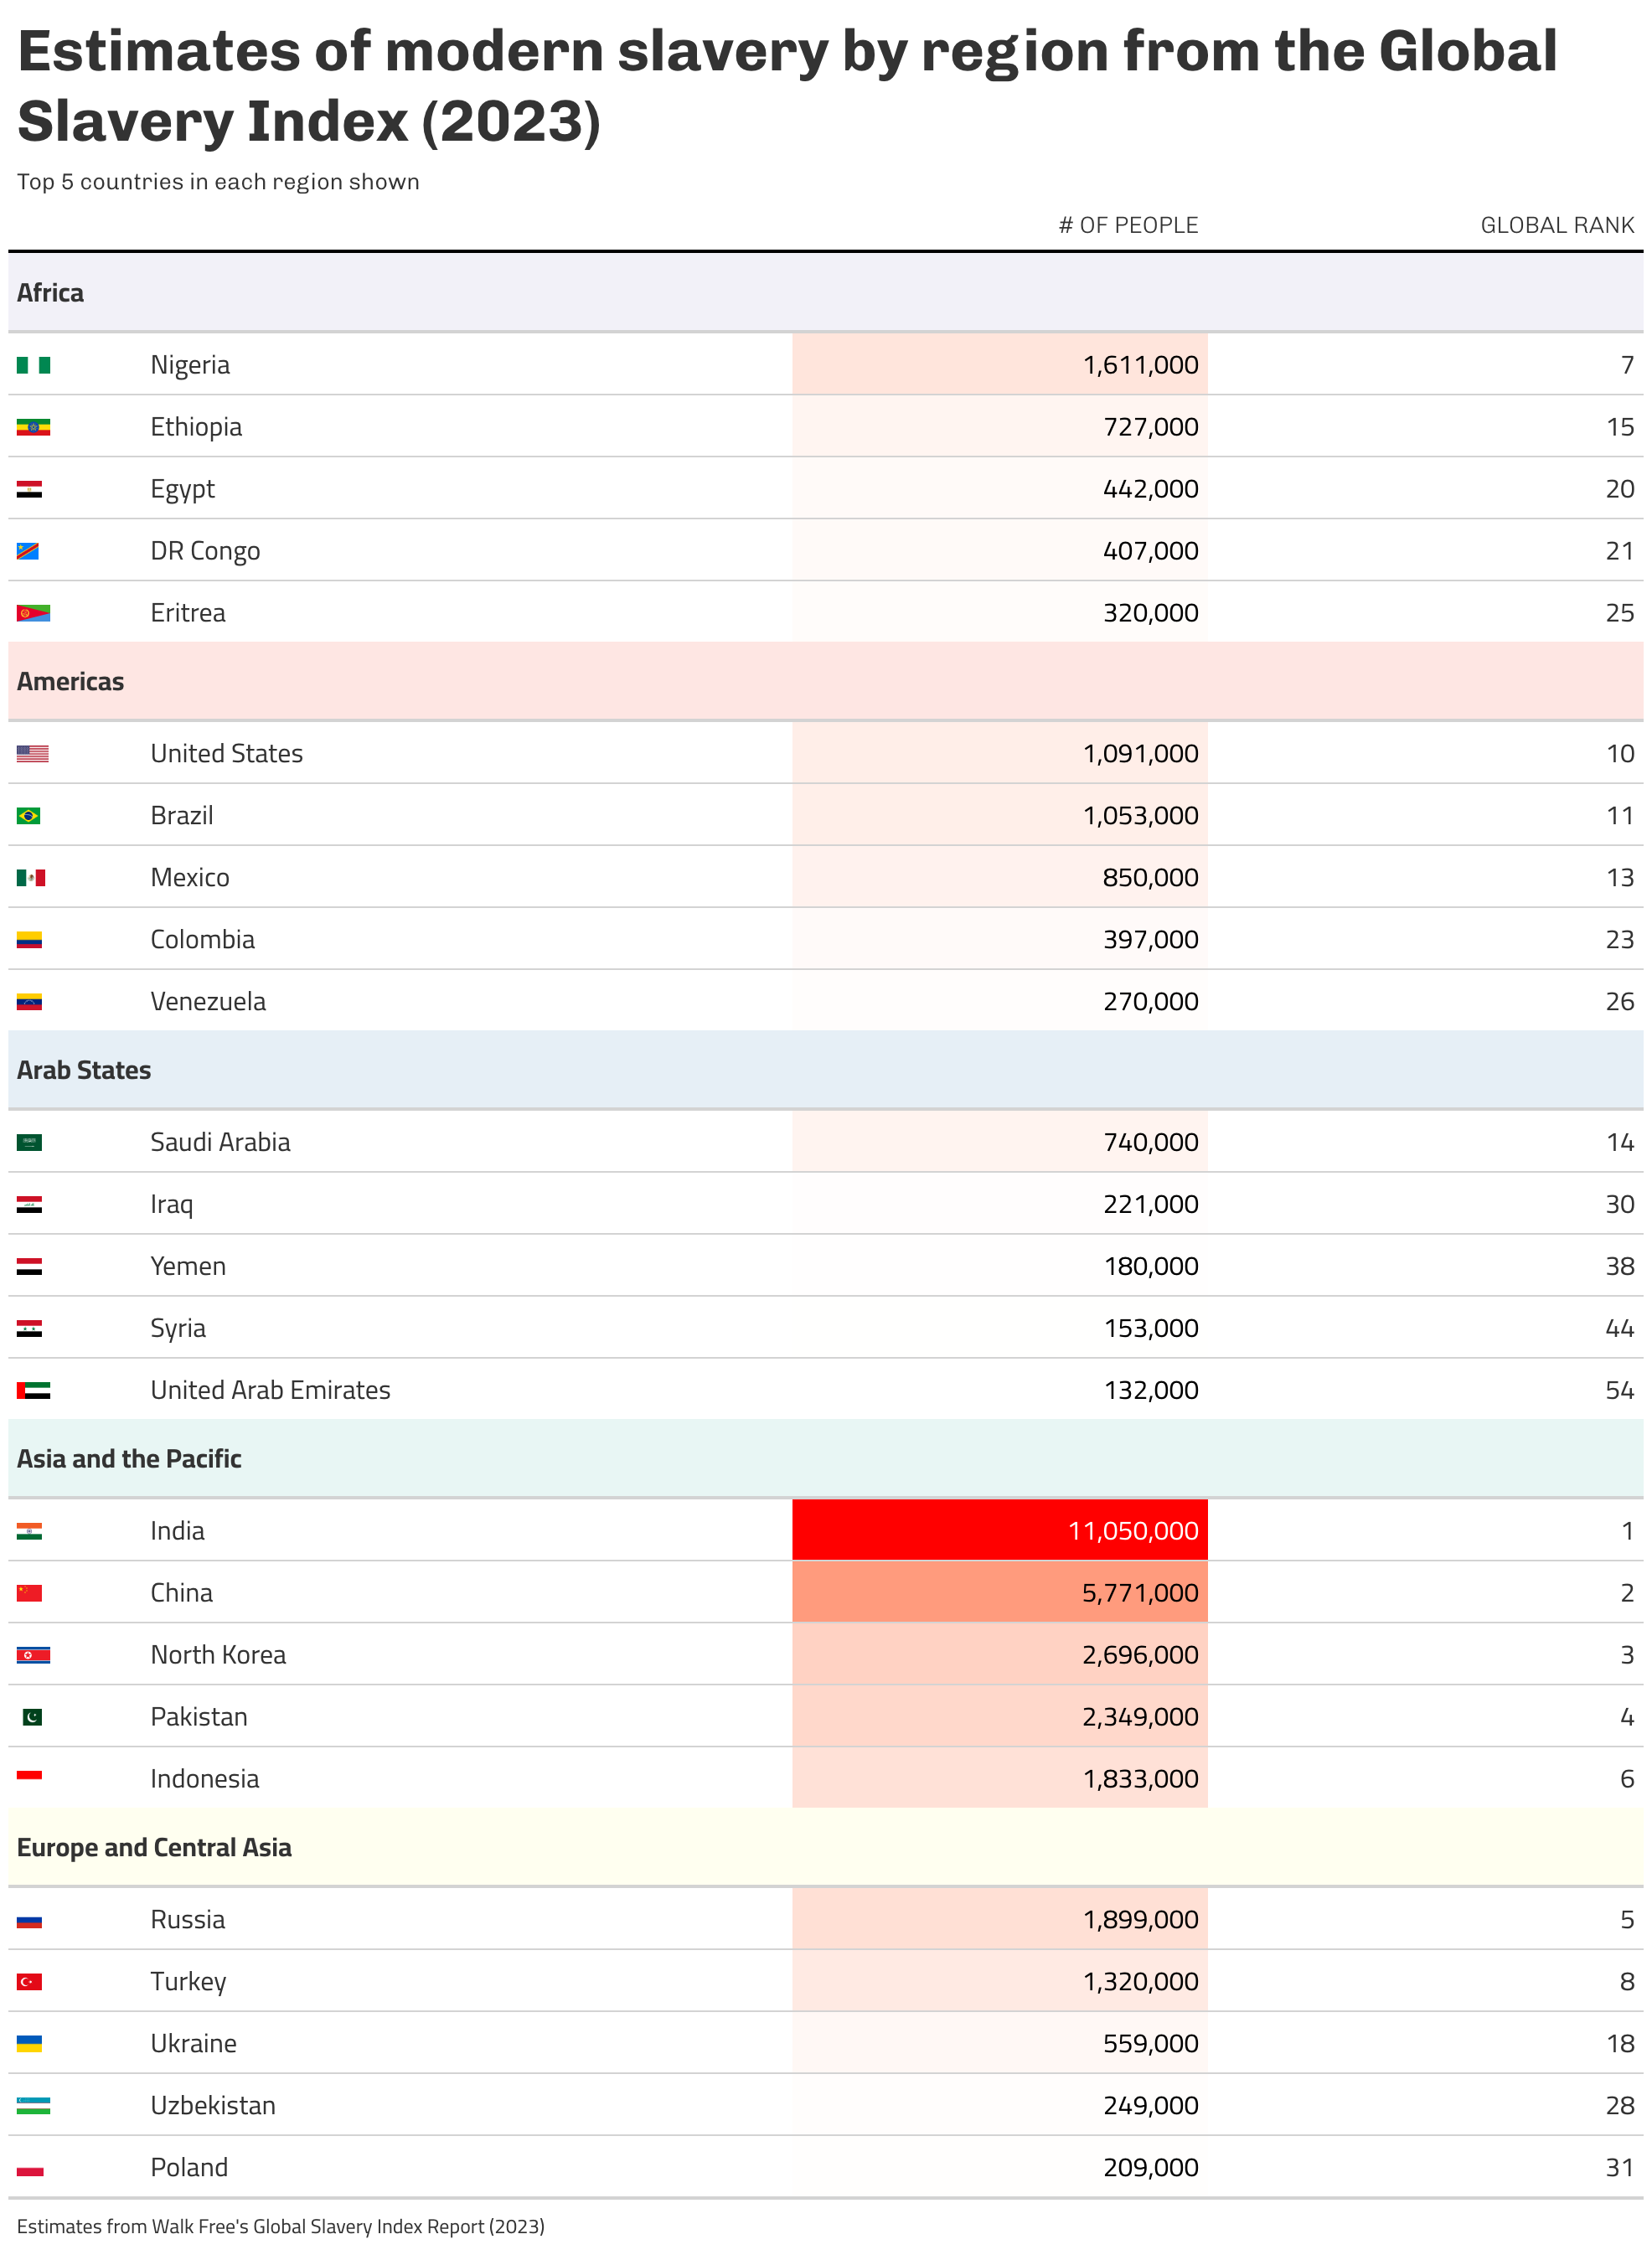 Estimates of modern slavery by region from the Global
Slavery Index (2023)
Top 5 countries in each region shown
# OF PEOPLE GLOBAL RANK
Africa
Nigeria 1,611,000 7
Ethiopia 727,000 15
Egypt 442,000 20
DR Congo 407,000 21
Eritrea 320,000 25
Americas
United States 1,091,000 10
Brazil 1,053,000 11
Mexico 850,000 13
Colombia 397,000 23
Venezuela 270,000 26
Arab States
Saudi Arabia 740,000 14
Iraq 221,000 30
Yemen 180,000 38
Syria 153,000 44
United Arab Emirates 132,000 54
Asia and the Pacific
India 11,050,000 1
China 5,771,000 2
North Korea 2,696,000 3
Pakistan 2,349,000 4
Indonesia 1,833,000 6
Europe and Central Asia
Russia 1,899,000 5
Turkey 1,320,000 8
Ukraine 559,000 18
Uzbekistan 249,000 28
Poland 209,000 31
Estimates from Walk Free's Global Slavery Index Report (2023)